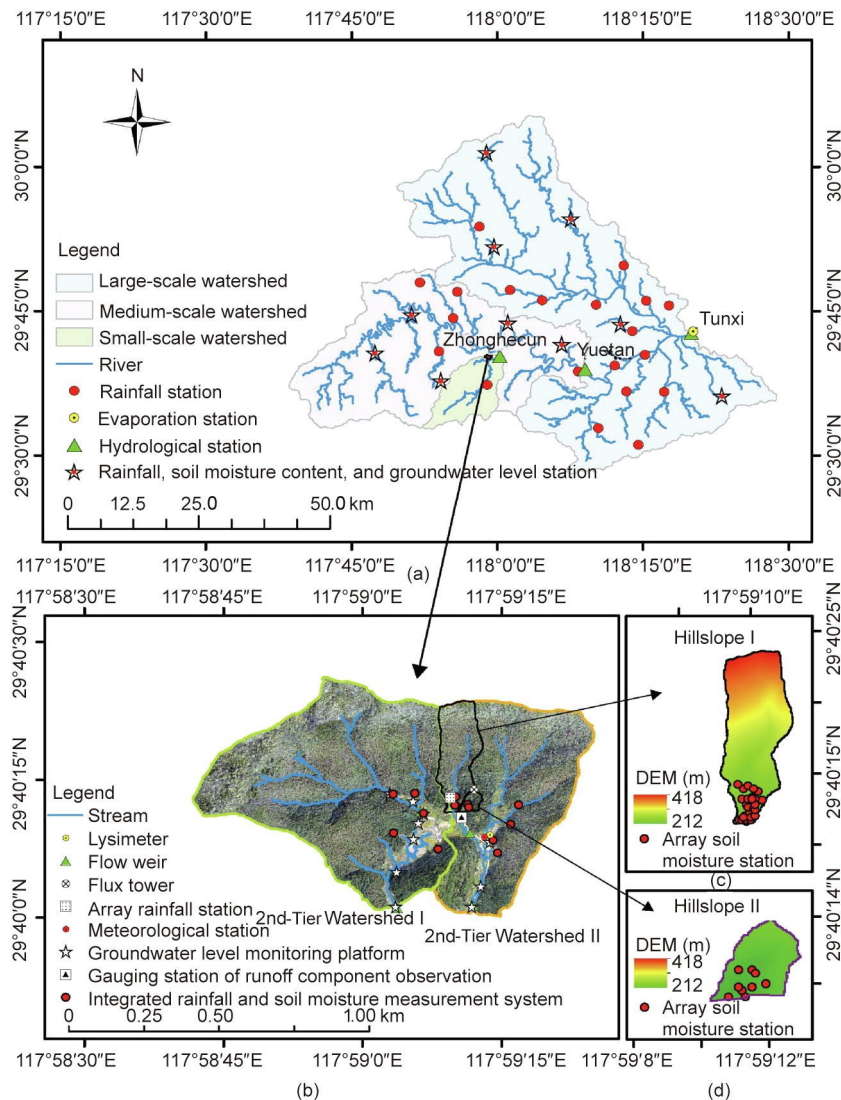 117°15′0″E 117°30′0″E 117°45′0″E 118°0′0″E 118°15′0″E 118°30′0″E
N
30°0′0″N
30°0′0″N
Legend
Large-scale watershed
29°45′0″N
Medium-scale watershed
Tunxi
29°45′0″N
Small-scale watershed
Zhonghecun
Yuetan
River
Rainfall station
Evaporation station
Hydrological station
29°30′0″N
29°30′0″N
Rainfall, soil moisture content, and groundwater level station
0 12.5 25.0 50.0 km
117°15′0″E 117°30′0″E 117°45′0″E 118°0′0″E 118°15′0″E 118°30′0″E
(a)
117°58′30″E 117°58′45″E 117°59′0″E 117°59′15″E
117°59′10″E
29°40′30″N
29°40′25″N
Hillslope I
29°40′15″N
29°40′15″N
DEM (m)
418
212
Array soil
moisture station
(c)
Legend
Stream
Lysimeter
Flow weir
Flux tower
Array rainfall station
2nd-Tier Watershed I
29°40′0″N
29°40′14″N
Meteorological station
2nd-Tier Watershed II
Groundwater level monitoring platform
Gauging station of runoff component observation
Integrated rainfall and soil moisture measurement system
0 0.25 0.50 1.00 km
Hillslope II
DEM (m)
418
212
Array soil
moisture station
117°58′30″E 117°58′45″E 117°59′0″E 117°59′15″E
117°59′8″E 117°59′12″E
(b)
(d)